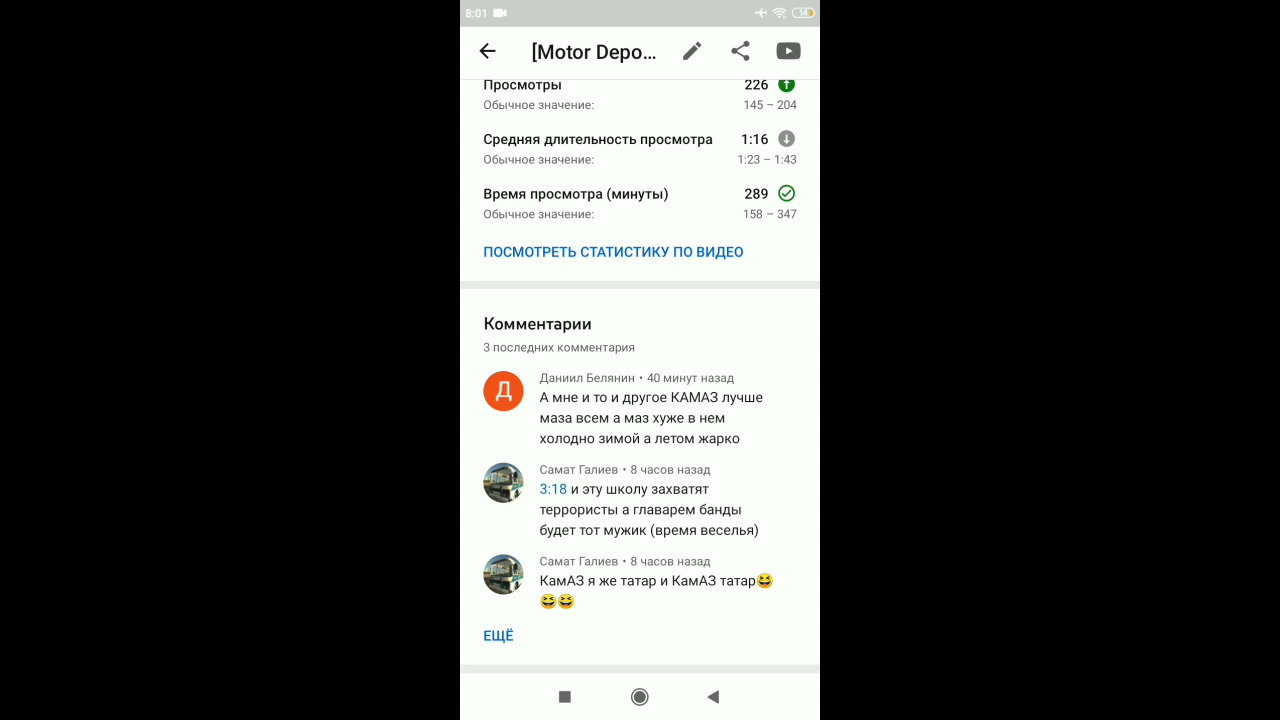 8:01
14
[Motor Depo...
Просмотры 226
Обычное значение: 145 – 204
Средняя длительность просмотра 1:16
Обычное значение: 1:23 – 1:43
Время просмотра (минуты) 289
Обычное значение: 158 – 347
ПОСМОТРЕТЬ СТАТИСТИКУ ПО ВИДЕО
Комментарии
3 последних комментария
Д
Даниил Белянин • 40 минут назад
А мне и то и другое КАМАЗ лучше
маза всем а маз хуже в нем
холодно зимой а летом жарко
Самат Галиев • 8 часов назад
3:18 и эту школу захватят
террористы а главарем банды
будет тот мужик (время веселья)
Самат Галиев • 8 часов назад
КамАЗ я же татар и КамАЗ татар😆
😆😆
ЕЩЁ